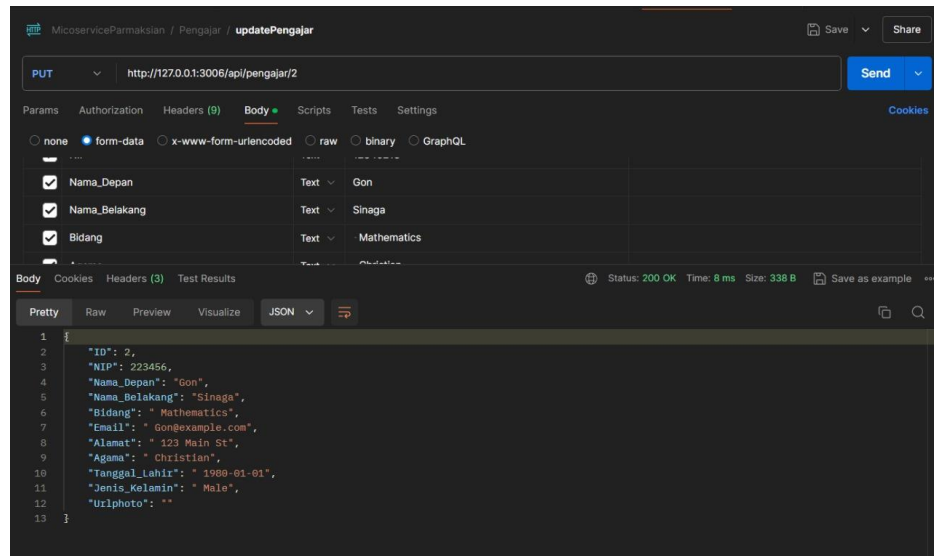 HTTP MicoserviceParmaksian / Pengajar / updatePengajar Save Share
PUT http://127.0.0.1:3006/api/pengajar/2 Send
Params Authorization Headers (9) Body Scripts Tests Settings Cookies
none form-data x-www-form-urlencoded raw binary GraphQL
Nama_Depan Text Gon
Nama_Belakang Text Sinaga
Bidang Text Mathematics
Body Cookies Headers (3) Test Results Status: 200 OK Time: 8 ms Size: 338 B Save as example
Pretty Raw Preview Visualize JSON
1 {
2 "ID": 2,
3 "NIP": 223456,
4 "Nama_Depan": "Gon",
5 "Nama_Belakang": "Sinaga",
6 "Bidang": " Mathematics",
7 "Email": " Gon@example.com",
8 "Alamat": " 123 Main St",
9 "Agama": " Christian",
10 "Tanggal_Lahir": " 1980-01-01",
11 "Jenis_Kelamin": " Male",
12 "Urlphoto": ""
13 }